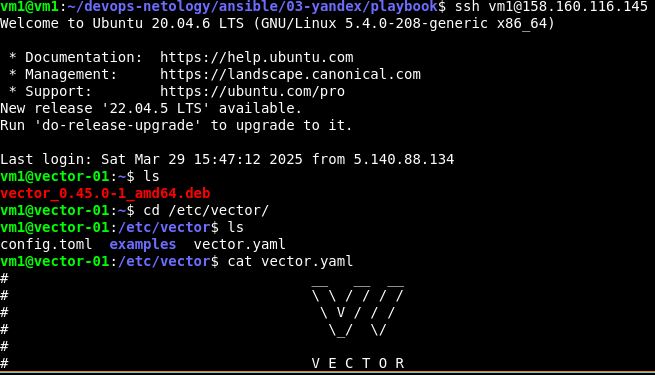 vm1@vm1:~/devops-netology/ansible/03-yandex/playbook$ ssh vm1@158.160.116.145
Welcome to Ubuntu 20.04.6 LTS (GNU/Linux 5.4.0-208-generic x86_64)

 * Documentation:  https://help.ubuntu.com
 * Management:     https://landscape.canonical.com
 * Support:        https://ubuntu.com/pro
New release '22.04.5 LTS' available.
Run 'do-release-upgrade' to upgrade to it.

Last login: Sat Mar 29 15:47:12 2025 from 5.140.88.134
vm1@vector-01:~$ ls
vector_0.45.0-1_amd64.deb
vm1@vector-01:~$ cd /etc/vector/
vm1@vector-01:/etc/vector$ ls
config.toml  examples  vector.yaml
vm1@vector-01:/etc/vector$ cat vector.yaml
#                                    __   __  __
#                                    \ \ / / / /
#                                     \ V / / /
#                                      \_/  \/
#
#                                    V E C T O R